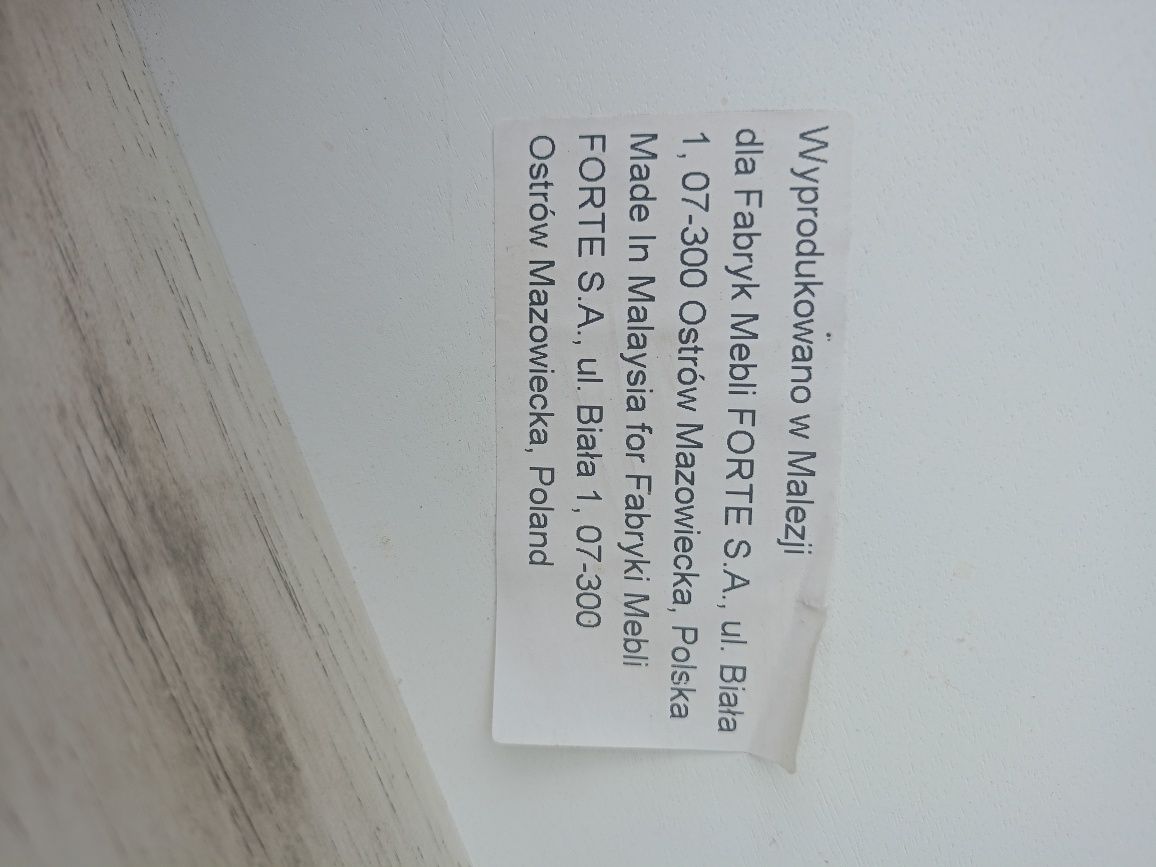 Wyprodukowano w Malezji
dla Fabryk Mebli FORTE S.A., ul. Biała
1, 07-300 Ostrów Mazowiecka, Polska
Made In Malaysia for Fabryki Mebli
FORTE S.A., ul. Biała 1, 07-300
Ostrów Mazowiecka, Poland